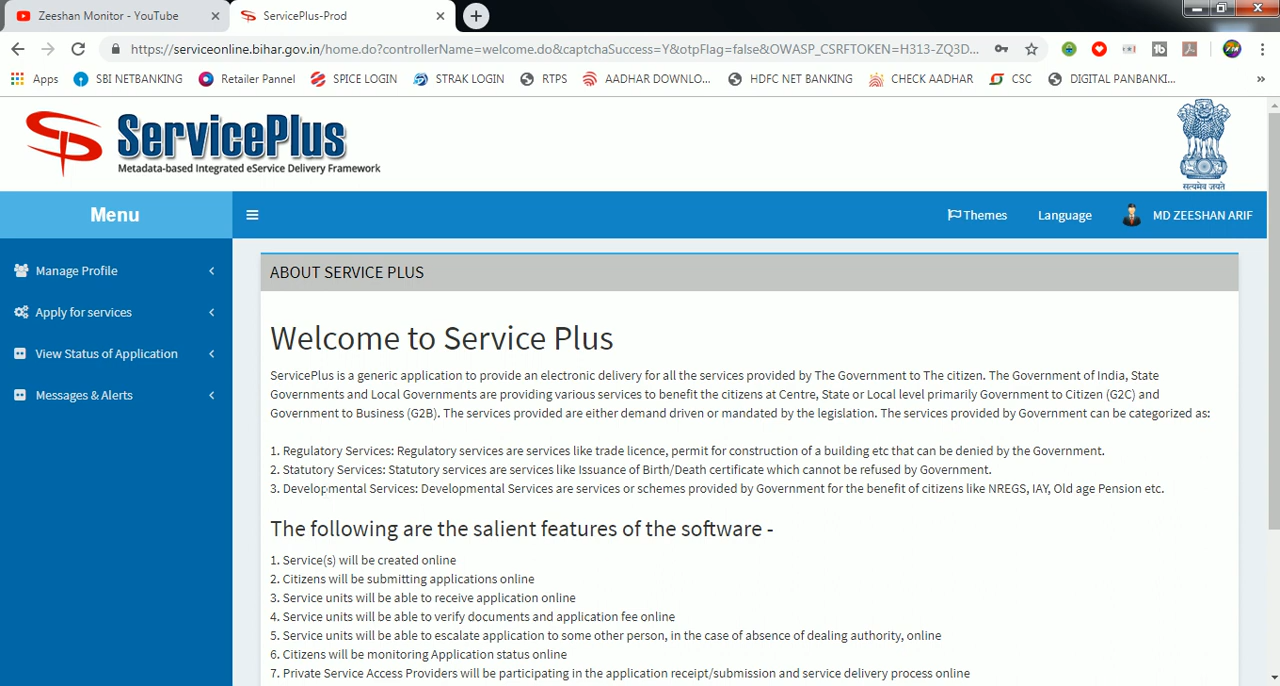 Zeeshan Monitor - YouTube
ServicePlus-Prod
https://serviceonline.bihar.gov.in/home.do?controllerName=welcome.do&captchaSuccess=Y&otpFlag=false&OWASP_CSRFTOKEN=H313-ZQ3D...
Apps SBI NETBANKING Retailer Pannel SPICE LOGIN STRAK LOGIN RTPS AADHAR DOWNLO... HDFC NET BANKING CHECK AADHAR CSC DIGITAL PANBANKI... »
ServicePlus
Metadata-based Integrated eService Delivery Framework
सत्यमेव जयते
Menu
Themes Language MD ZEESHAN ARIF
Manage Profile
Apply for services
View Status of Application
Messages & Alerts
ABOUT SERVICE PLUS
Welcome to Service Plus
ServicePlus is a generic application to provide an electronic delivery for all the services provided by The Government to The citizen. The Government of India, State
Governments and Local Governments are providing various services to benefit the citizens at Centre, State or Local level primarily Government to Citizen (G2C) and
Government to Business (G2B). The services provided are either demand driven or mandated by the legislation. The services provided by Government can be categorized as:
1. Regulatory Services: Regulatory services are services like trade licence, permit for construction of a building etc that can be denied by the Government.
2. Statutory Services: Statutory services are services like Issuance of Birth/Death certificate which cannot be refused by Government.
3. Developmental Services: Developmental Services are services or schemes provided by Government for the benefit of citizens like NREGS, IAY, Old age Pension etc.
The following are the salient features of the software -
1. Service(s) will be created online
2. Citizens will be submitting applications online
3. Service units will be able to receive application online
4. Service units will be able to verify documents and application fee online
5. Service units will be able to escalate application to some other person, in the case of absence of dealing authority, online
6. Citizens will be monitoring Application status online
7. Private Service Access Providers will be participating in the application receipt/submission and service delivery process online